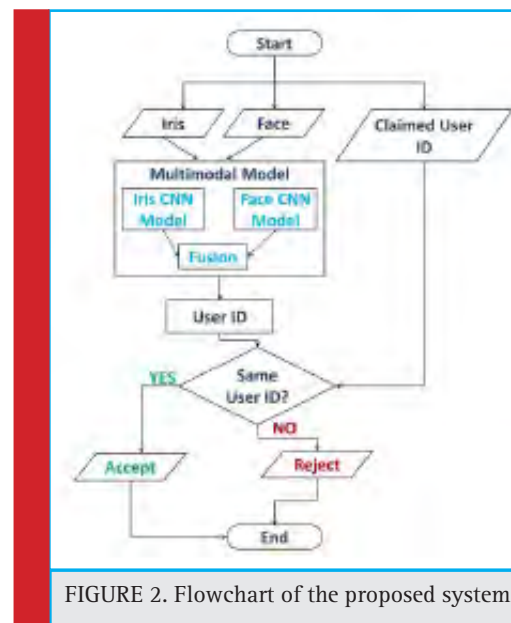 Start
Iris
Face
Claimed User
ID
Multimodal Model
Iris CNN
Model
Face CNN
Model
Fusion
User ID
Same
User ID?
YES
NO
Accept
Reject
End
FIGURE 2. Flowchart of the proposed system